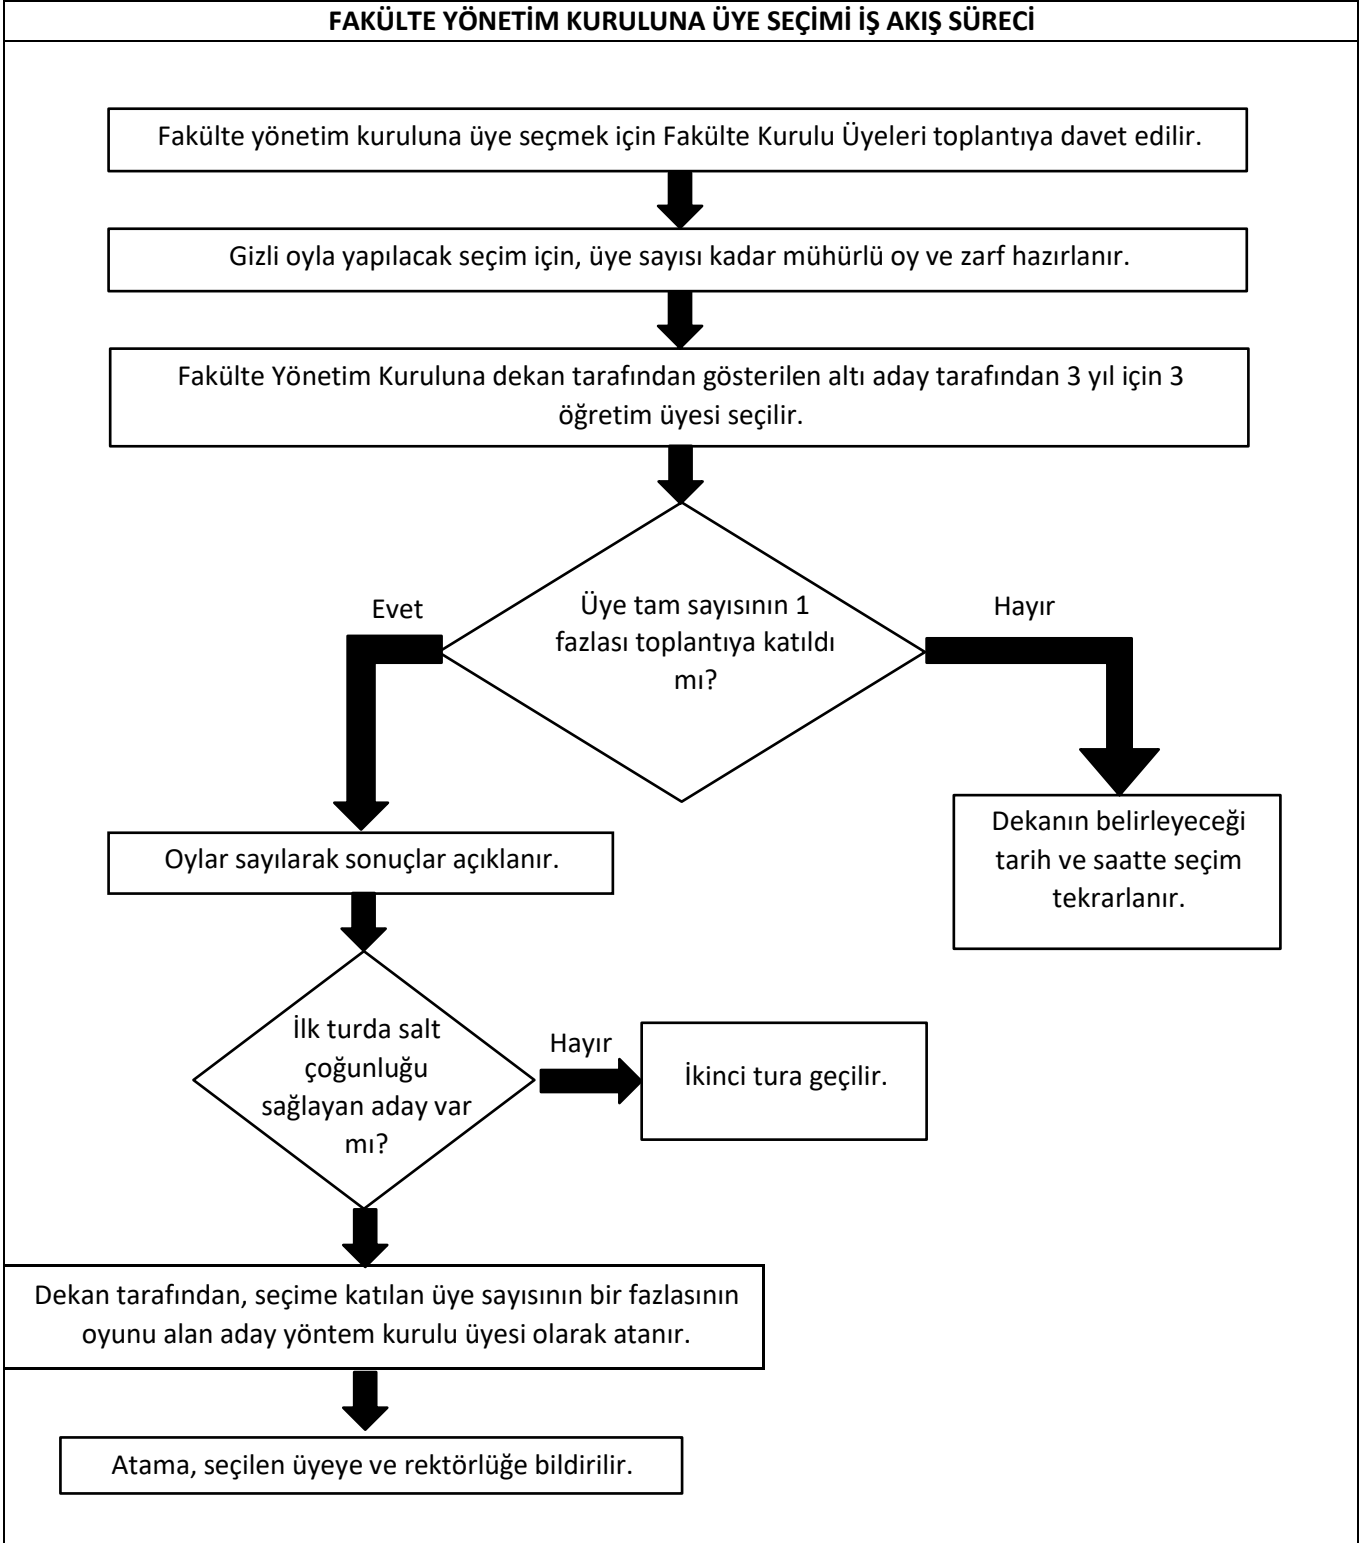 FAKÜLTE YÖNETİM KURULUNA ÜYE SEÇİMİ İŞ AKIŞ SÜRECİ
Fakülte yönetim kuruluna üye seçmek için Fakülte Kurulu Üyeleri toplantıya davet edilir.
Gizli oyla yapılacak seçim için, üye sayısı kadar mühürlü oy ve zarf hazırlanır.
Fakülte Yönetim Kuruluna dekan tarafından gösterilen altı aday tarafından 3 yıl için 3
öğretim üyesi seçilir.
Üye tam sayısının 1
fazlası toplantıya katıldı
mı?
Evet
Hayır
Dekanın belirleyeceği
tarih ve saatte seçim
tekrarlanır.
Oylar sayılarak sonuçlar açıklanır.
İlk turda salt
çoğunluğu
sağlayan aday var
mı?
Hayır
İkinci tura geçilir.
Dekan tarafından, seçime katılan üye sayısının bir fazlasının
oyunu alan aday yöntem kurulu üyesi olarak atanır.
Atama, seçilen üyeye ve rektörlüğe bildirilir.